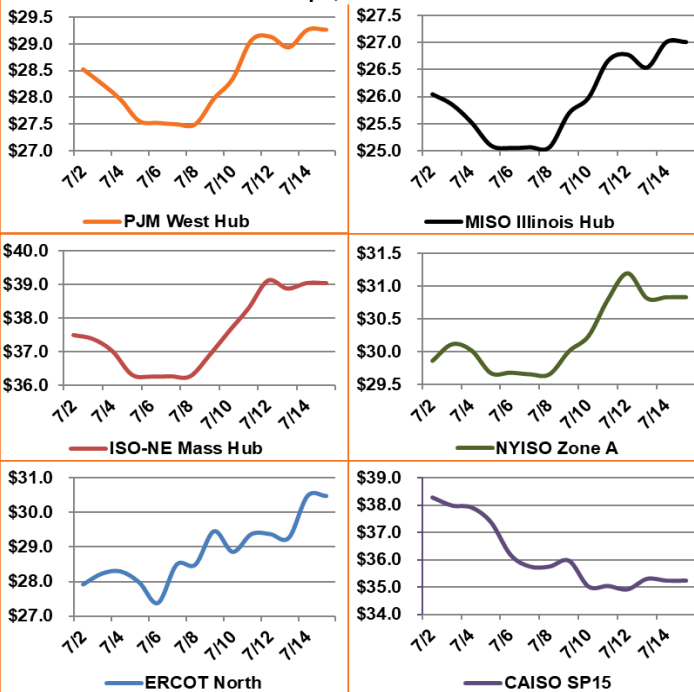 $29.5
$29.0
$28.5
$28.0
$27.5
$27.0
7/2 7/4 7/6 7/8 7/10 7/12 7/14
PJM West Hub
$27.5
$27.0
$26.5
$26.0
$25.5
$25.0
7/2 7/4 7/6 7/8 7/10 7/12 7/14
MISO Illinois Hub
$40.0
$39.0
$38.0
$37.0
$36.0
7/2 7/4 7/6 7/8 7/10 7/12 7/14
ISO-NE Mass Hub
$31.5
$31.0
$30.5
$30.0
$29.5
7/2 7/4 7/6 7/8 7/10 7/12 7/14
NYISO Zone A
$31.0
$30.0
$29.0
$28.0
$27.0
7/2 7/4 7/6 7/8 7/10 7/12 7/14
ERCOT North
$39.0
$38.0
$37.0
$36.0
$35.0
$34.0
7/2 7/4 7/6 7/8 7/10 7/12 7/14
CAISO SP15